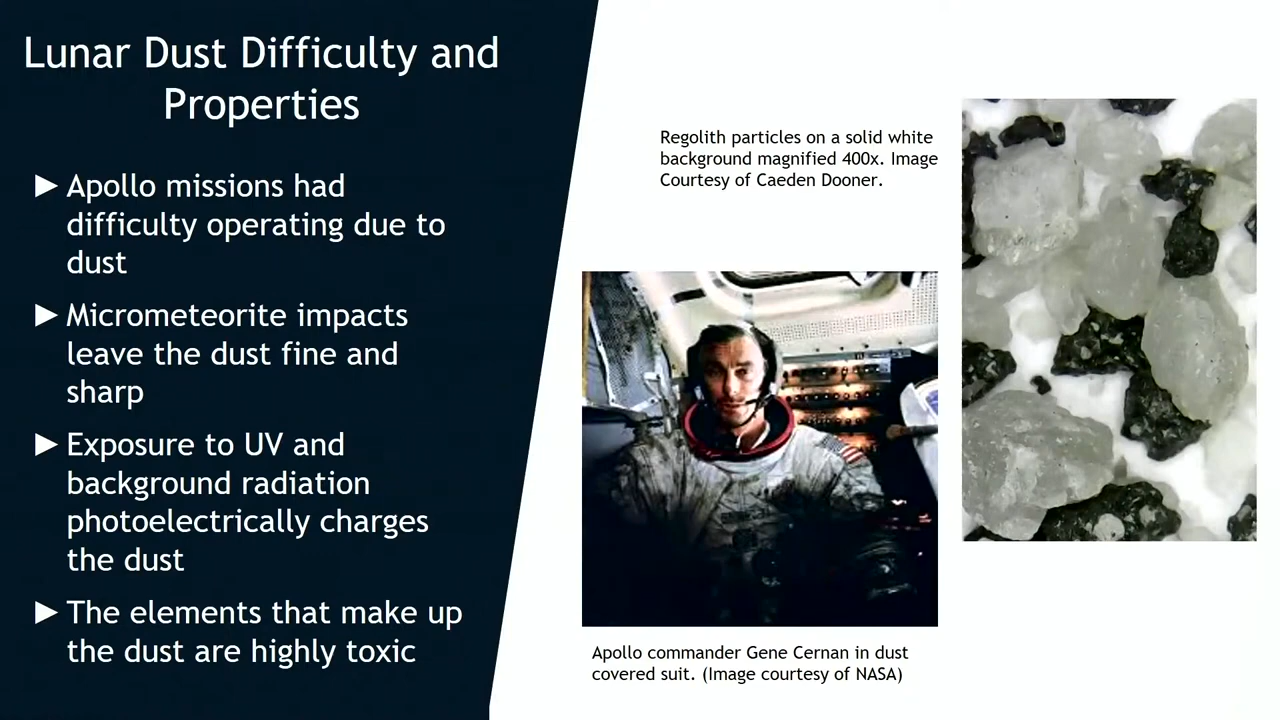 Lunar Dust Difficulty and
Properties
▶ Apollo missions had
difficulty operating due to
dust
▶ Micrometeorite impacts
leave the dust fine and
sharp
▶ Exposure to UV and
background radiation
photoelectrically charges
the dust
▶ The elements that make up
the dust are highly toxic
Regolith particles on a solid white
background magnified 400x. Image
Courtesy of Caeden Dooner.
Apollo commander Gene Cernan in dust
covered suit. (Image courtesy of NASA)